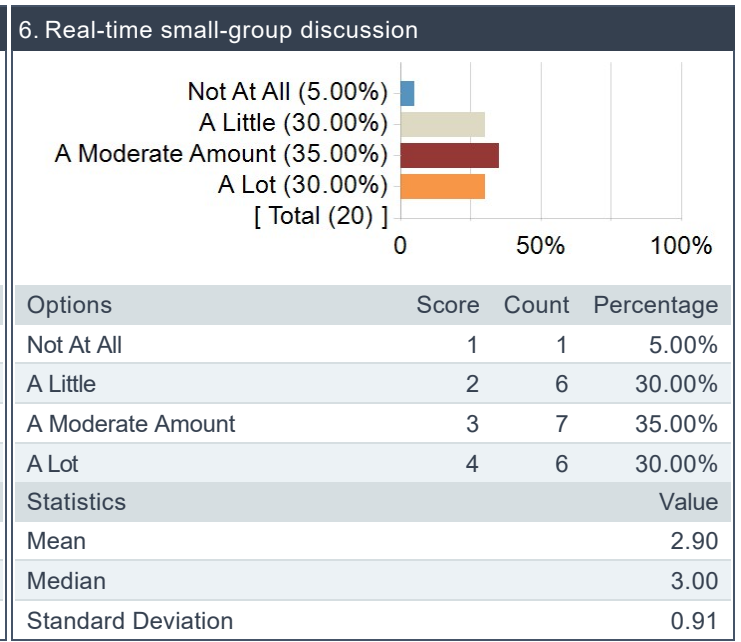 6. Real-time small-group discussion
Not At All (5.00%)
A Little (30.00%)
A Moderate Amount (35.00%)
A Lot (30.00%)
[ Total (20) ]
0 50% 100%
Options Score Count Percentage
Not At All 1 1 5.00%
A Little 2 6 30.00%
A Moderate Amount 3 7 35.00%
A Lot 4 6 30.00%
Statistics Value
Mean 2.90
Median 3.00
Standard Deviation 0.91